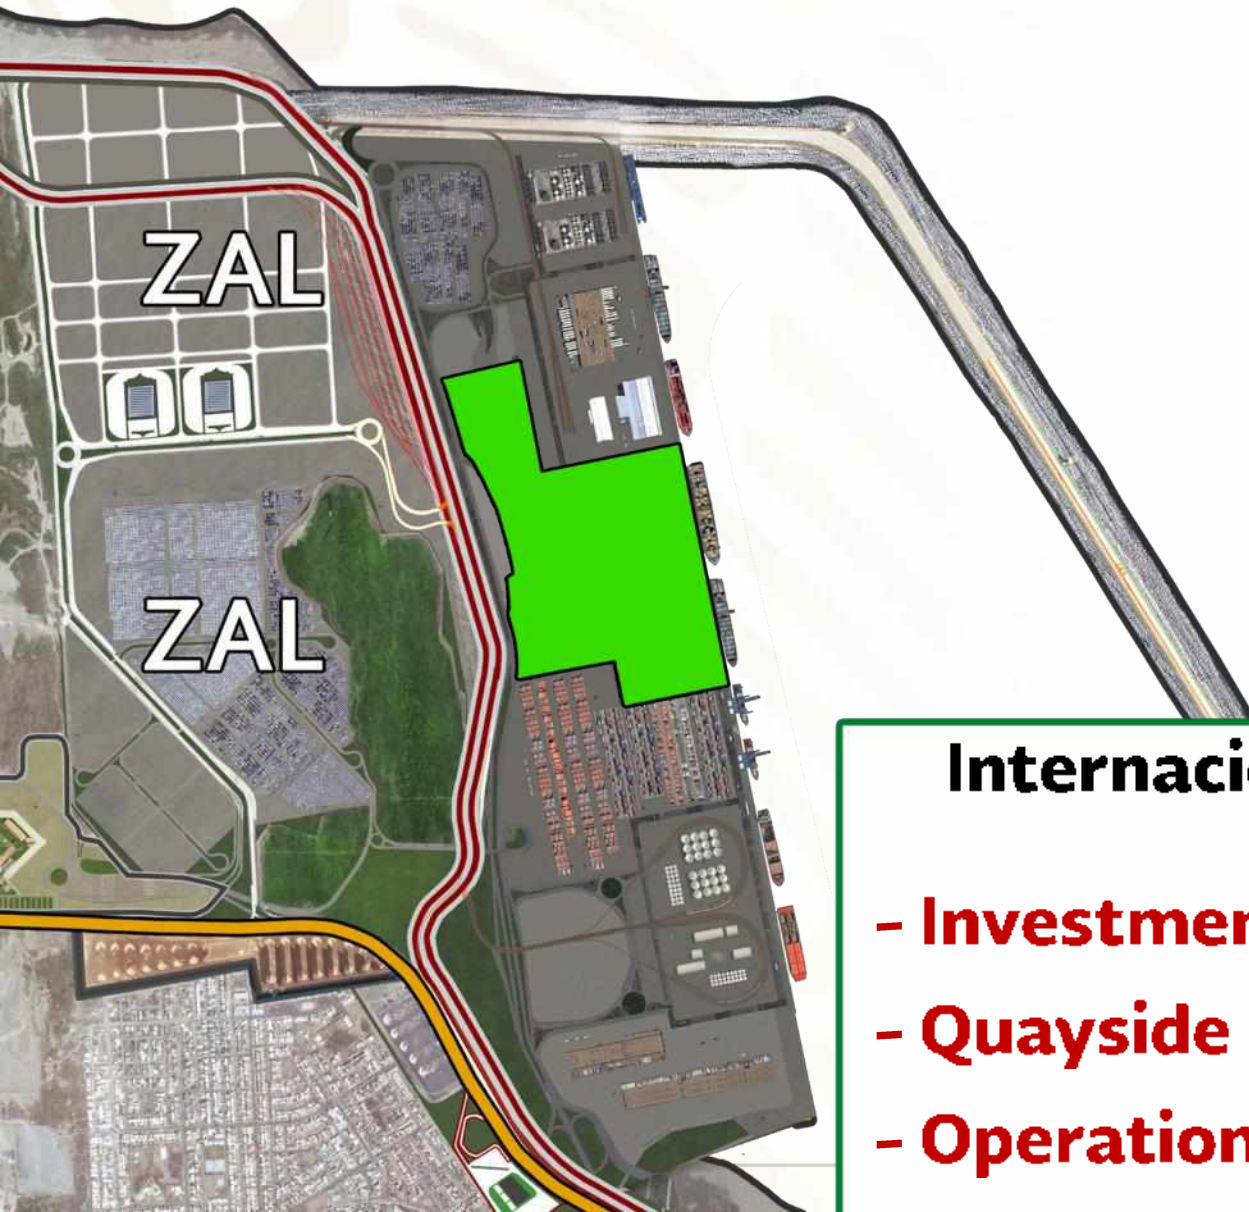 ZAL
ZAL
Internaci
- Investmen
- Quayside
- Operation